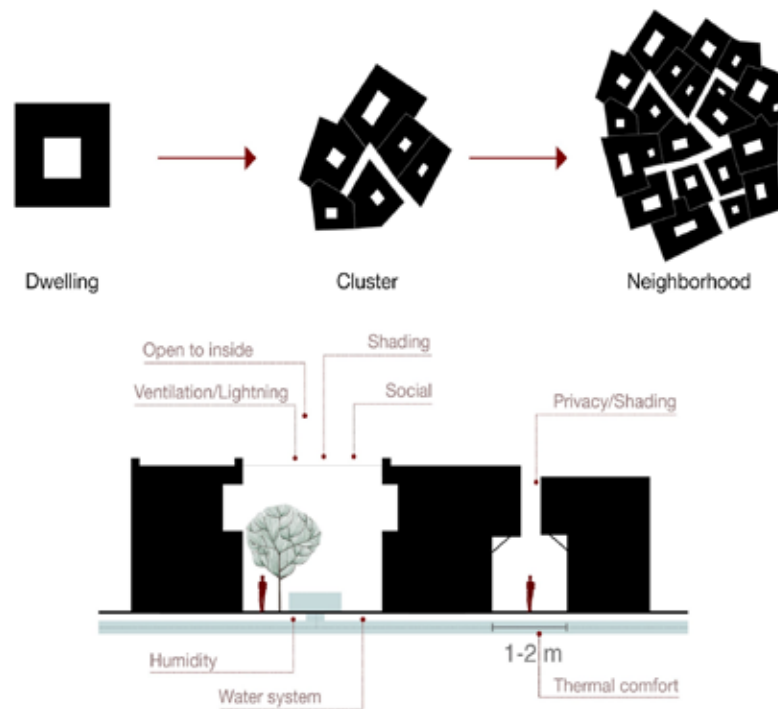 Dwelling
Cluster
Neighborhood
Open to inside
Shading
Ventilation/Lightning
Social
Privacy/Shading
Humidity
1-2 m
Water system
Thermal comfort